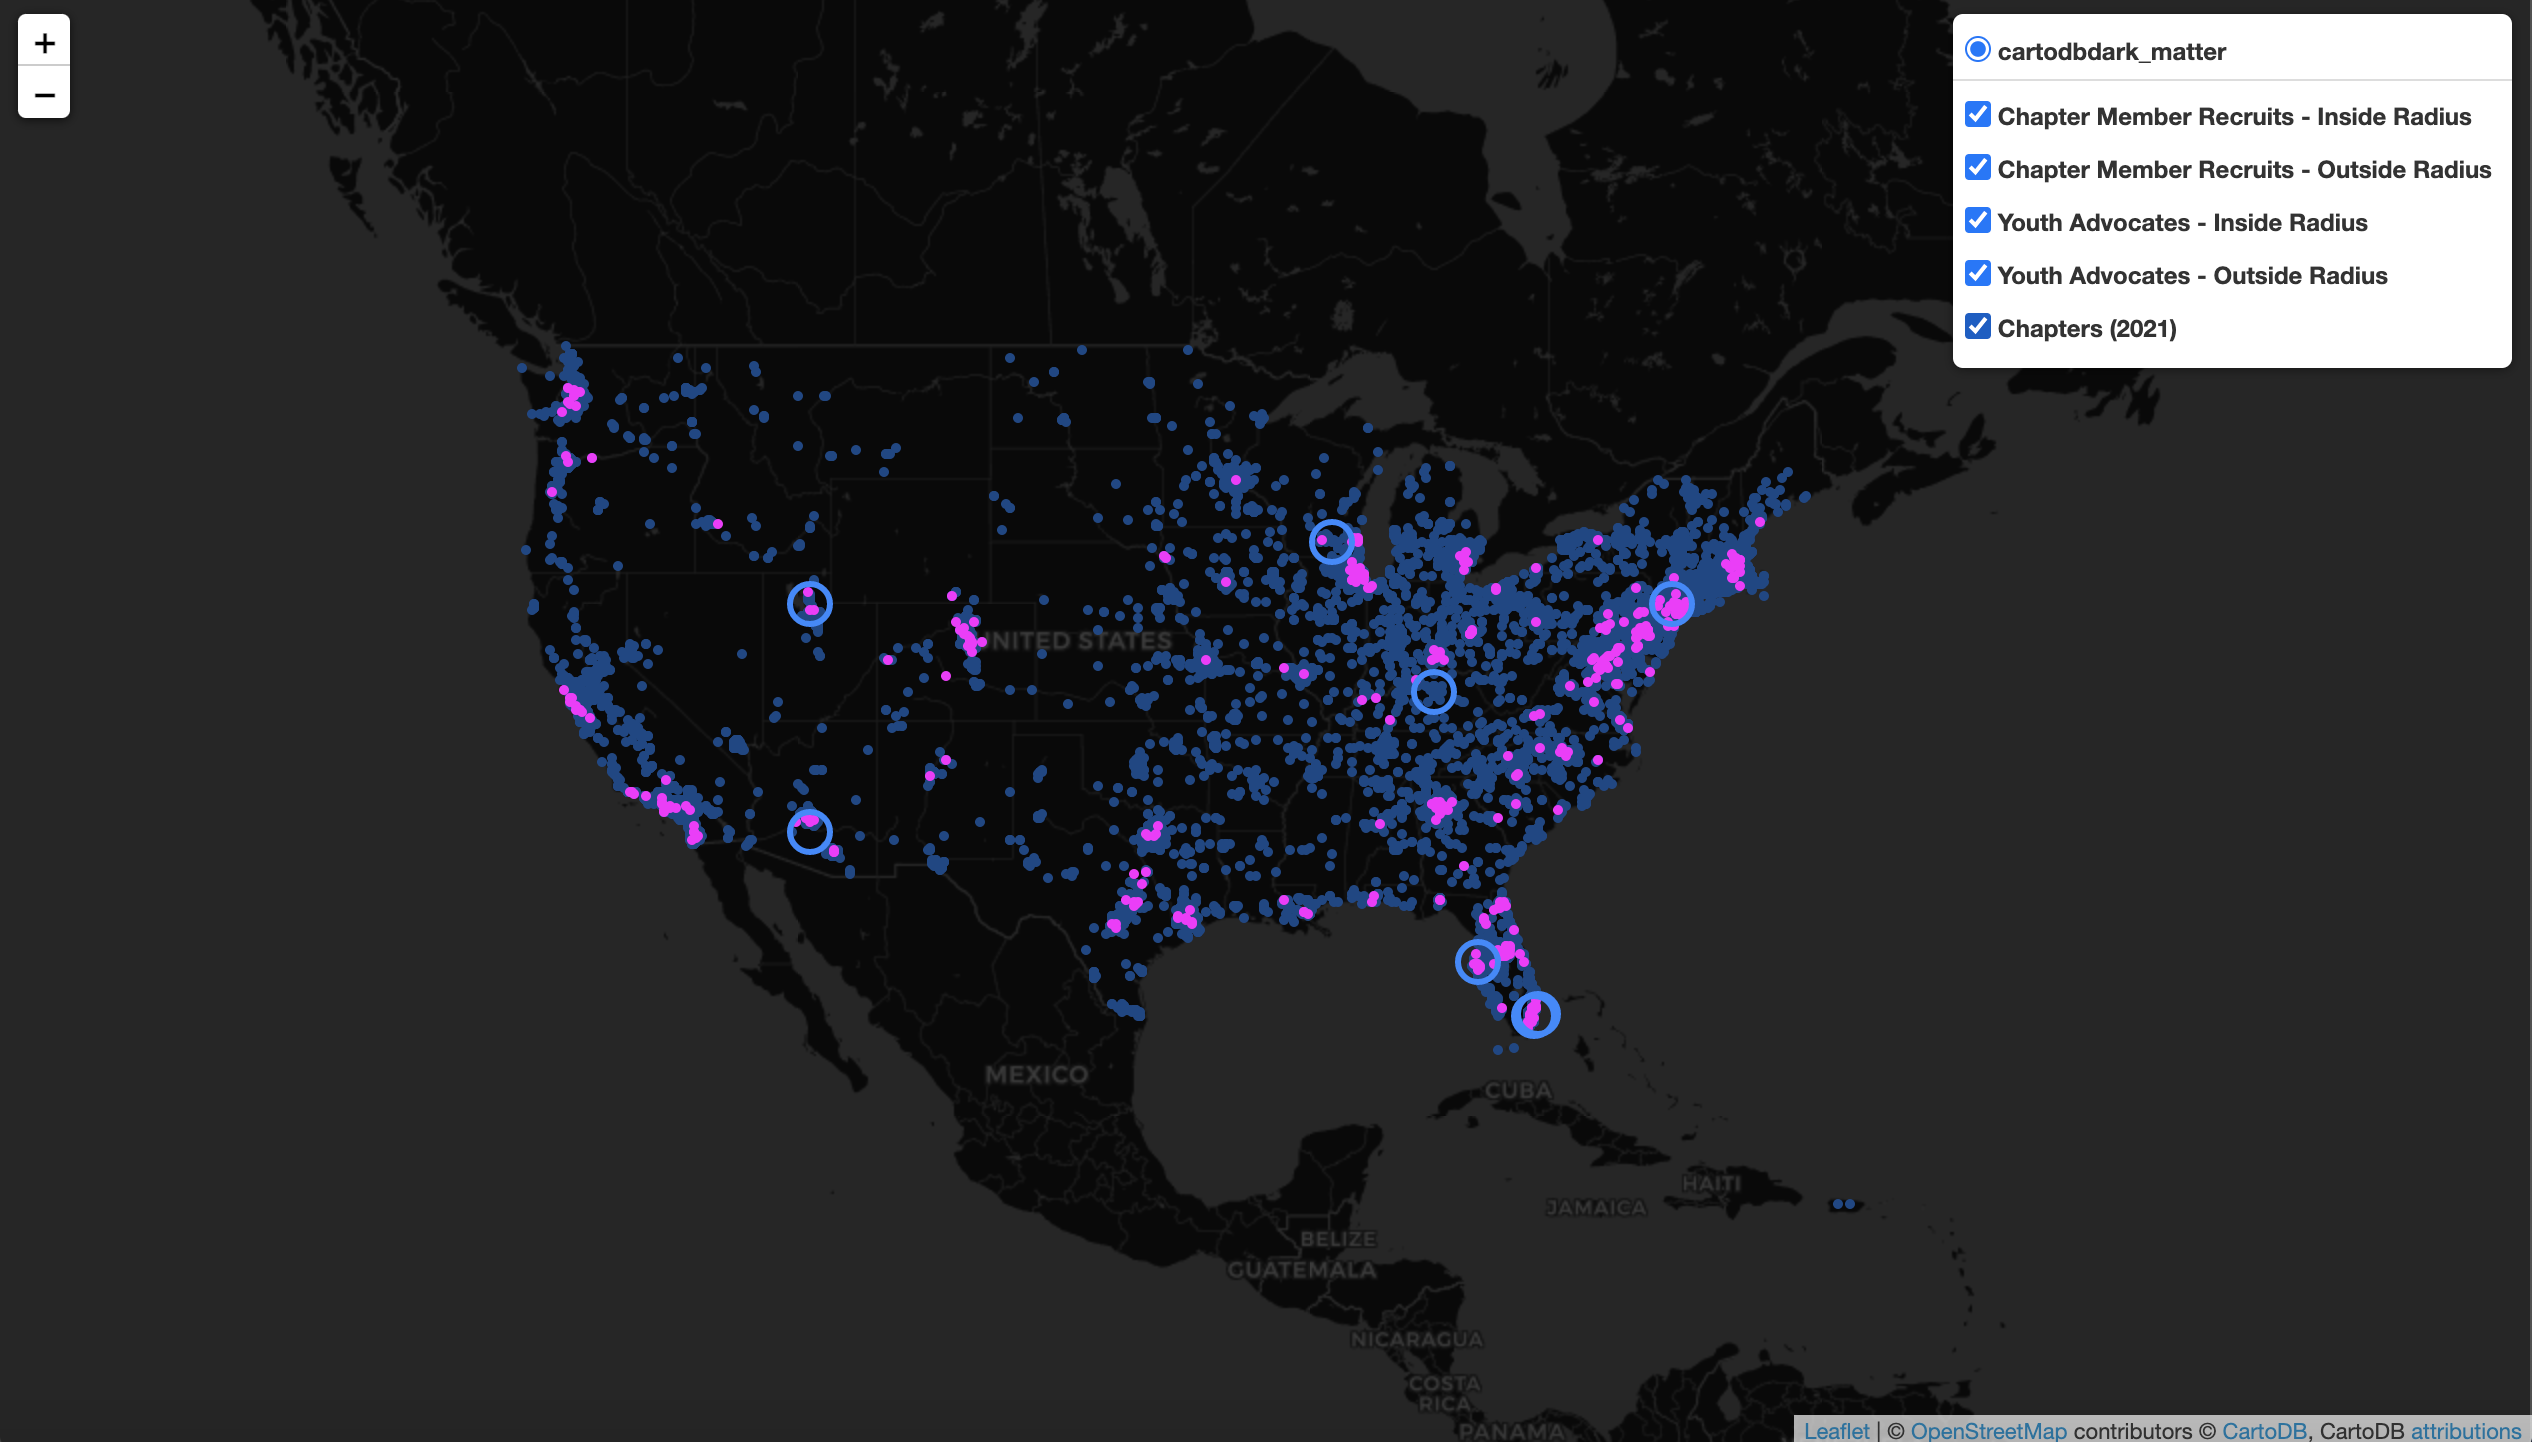 +
−
cartodbdark_matter
Chapter Member Recruits - Inside Radius
Chapter Member Recruits - Outside Radius
Youth Advocates - Inside Radius
Youth Advocates - Outside Radius
Chapters (2021)
UNITED STATES
MEXICO
CUBA
HAITI
JAMAICA
BELIZE
GUATEMALA
NICARAGUA
COSTA
RICA
PANAMA
Leaflet | © OpenStreetMap contributors © CartoDB, CartoDB attributions